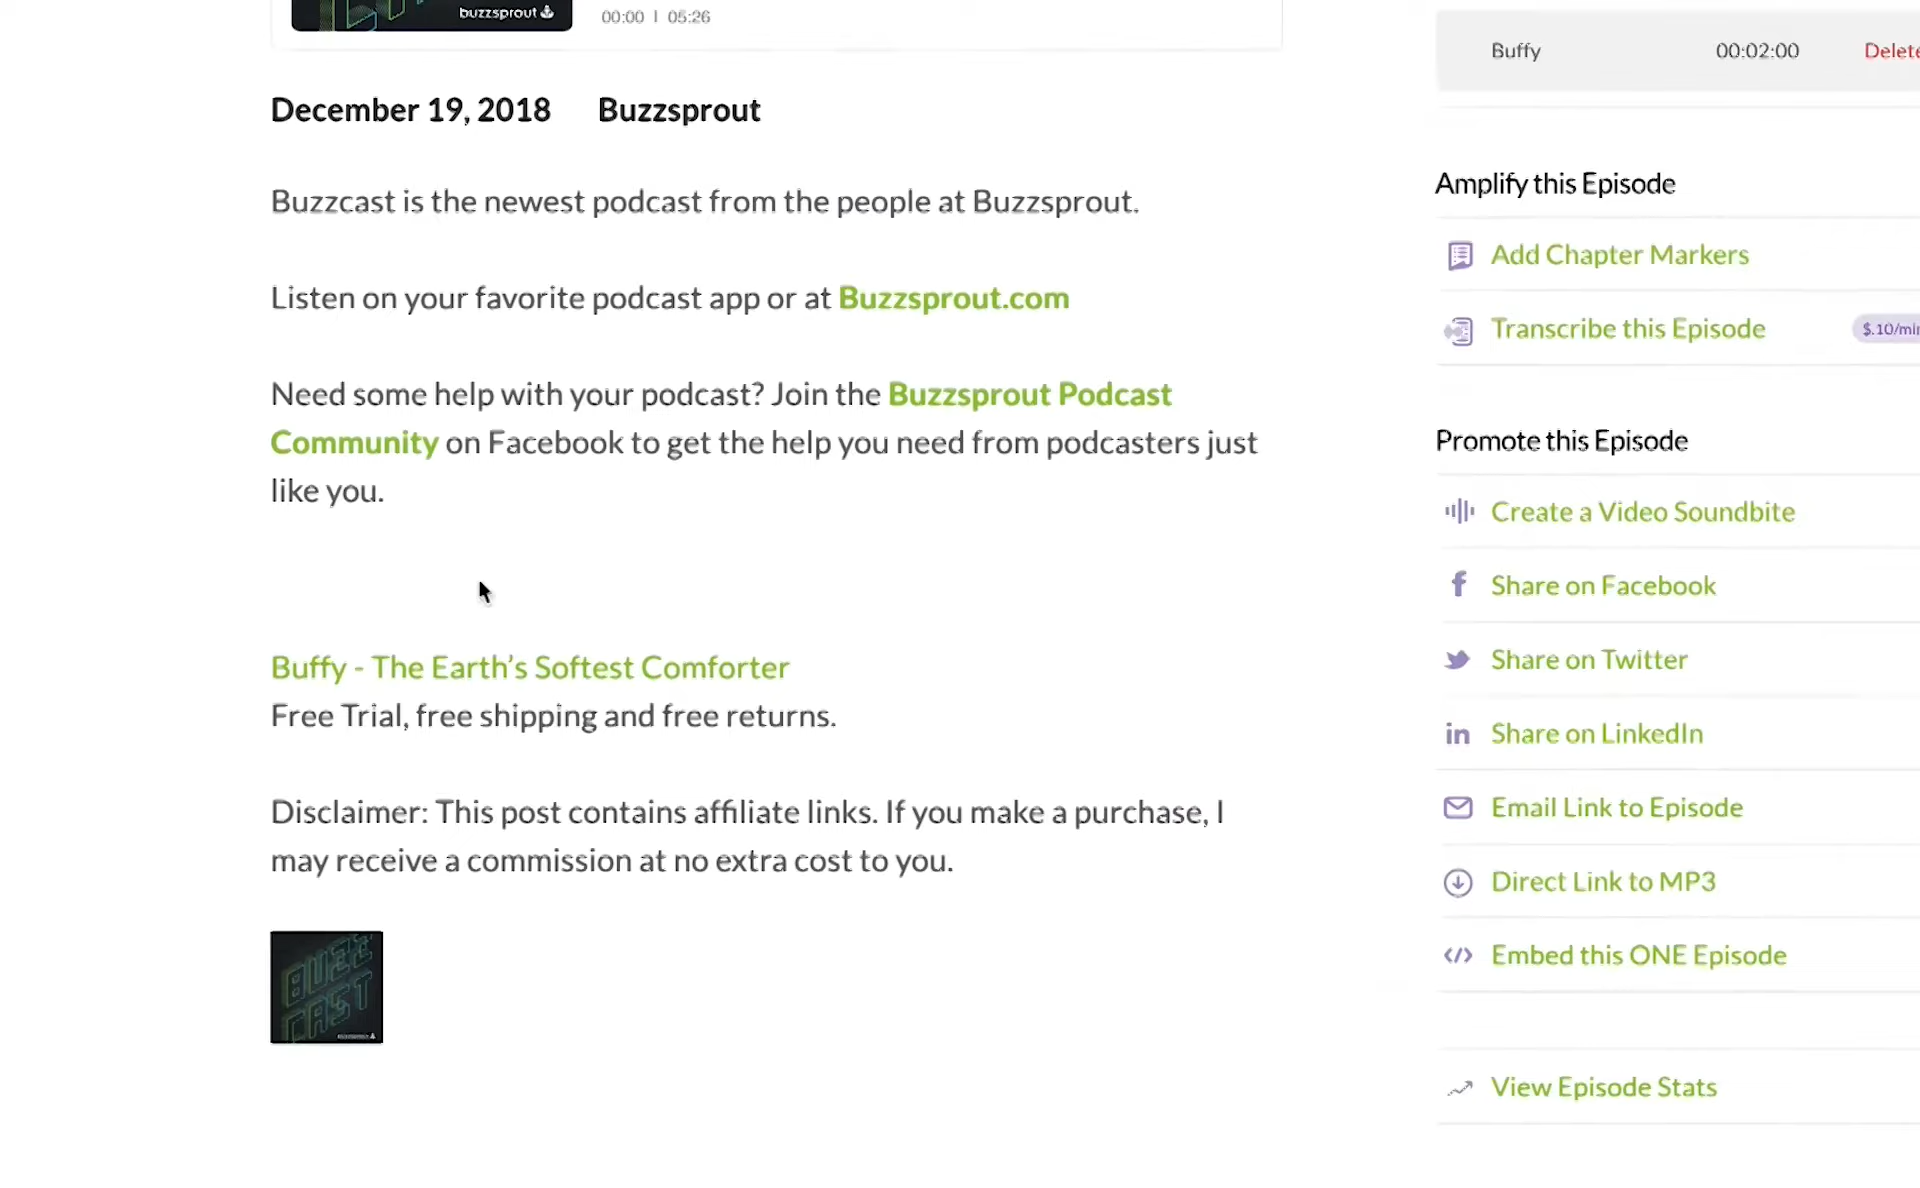 buzzsprout
00:00 | 05:26
December 19, 2018 Buzzsprout
Buzzcast is the newest podcast from the people at Buzzsprout.
Listen on your favorite podcast app or at Buzzsprout.com
Need some help with your podcast? Join the Buzzsprout Podcast
Community on Facebook to get the help you need from podcasters just
like you.
Buffy - The Earth’s Softest Comforter
Free Trial, free shipping and free returns.
Disclaimer: This post contains affiliate links. If you make a purchase, I
may receive a commission at no extra cost to you.
BUZZ
CAST
Buffy 00:02:00 Delete
Amplify this Episode
Add Chapter Markers
Transcribe this Episode $.10/min
Promote this Episode
Create a Video Soundbite
Share on Facebook
Share on Twitter
Share on LinkedIn
Email Link to Episode
Direct Link to MP3
Embed this ONE Episode
View Episode Stats